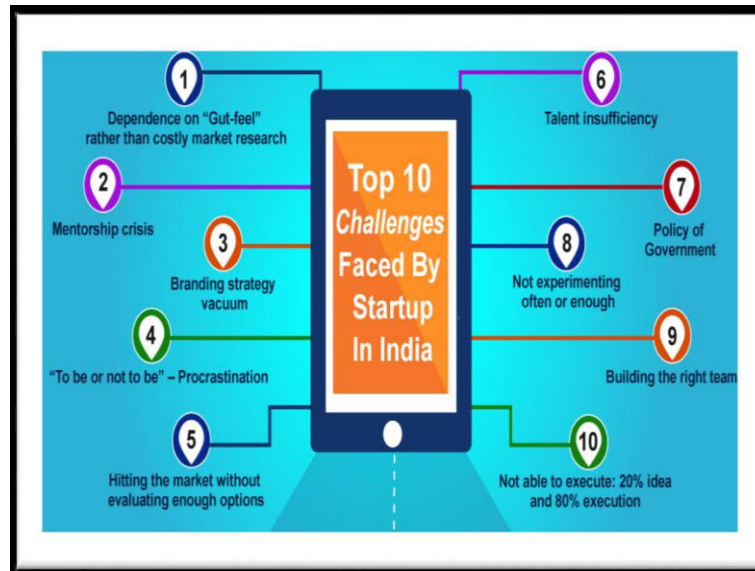 Top 10
Challenges
Faced By
Startup
In India
1
Dependence on “Gut-feel”
rather than costly market research
2
Mentorship crisis
3
Branding strategy
vacuum
4
“To be or not to be” – Procrastination
5
Hitting the market without
evaluating enough options
6
Talent insufficiency
7
Policy of
Government
8
Not experimenting
often or enough
9
Building the right team
10
Not able to execute: 20% idea
and 80% execution